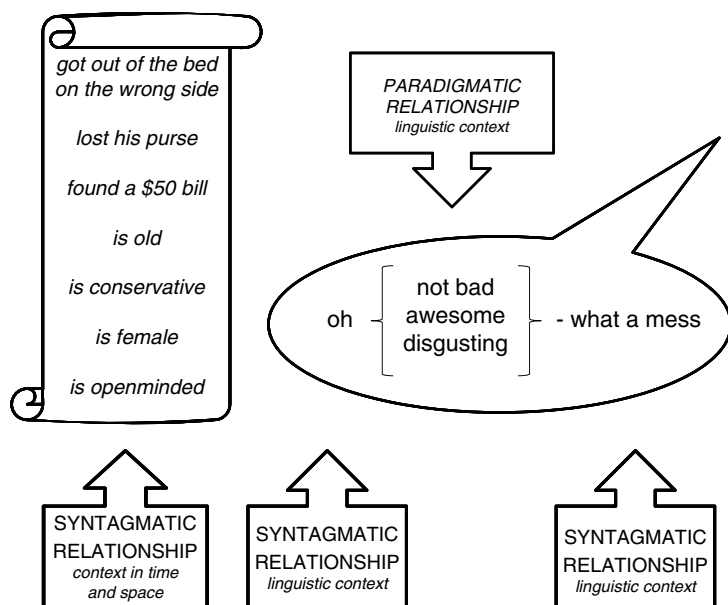 got out of the bed
on the wrong side
lost his purse
found a $50 bill
is old
is conservative
is female
is openminded
PARADIGMATIC
RELATIONSHIP
linguistic context
oh
not bad
awesome
disgusting
- what a mess
SYNTAGMATIC
RELATIONSHIP
context in time
and space
SYNTAGMATIC
RELATIONSHIP
linguistic context
SYNTAGMATIC
RELATIONSHIP
linguistic context